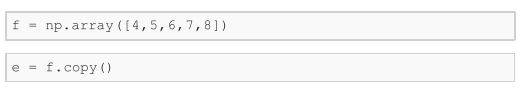 f = np.array([4,5,6,7,8])
e = f.copy()